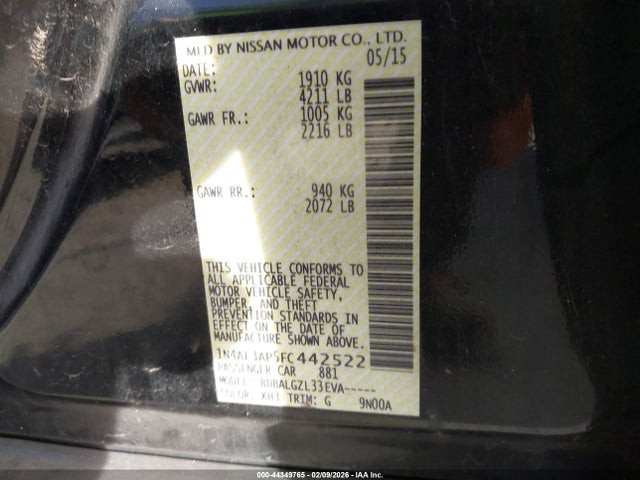 MFD BY NISSAN MOTOR CO., LTD.
DATE: 05/15
GVWR: 1910 KG
4211 LB
GAWR FR.: 1005 KG
2216 LB
GAWR RR.: 940 KG
2072 LB
THIS VEHICLE CONFORMS TO
ALL APPLICABLE FEDERAL
MOTOR VEHICLE SAFETY,
BUMPER, AND THEFT
PREVENTION STANDARDS IN
EFFECT ON THE DATE OF
MANUFACTURE SHOWN ABOVE.
1N4AL3AP5FC442522
PASSENGER CAR 881
MODEL: BDBALGZL33EVA-----
COLOR: KH3 TRIM: G 9N00A
000-44349765 - 02/09/2026 - IAA Inc.